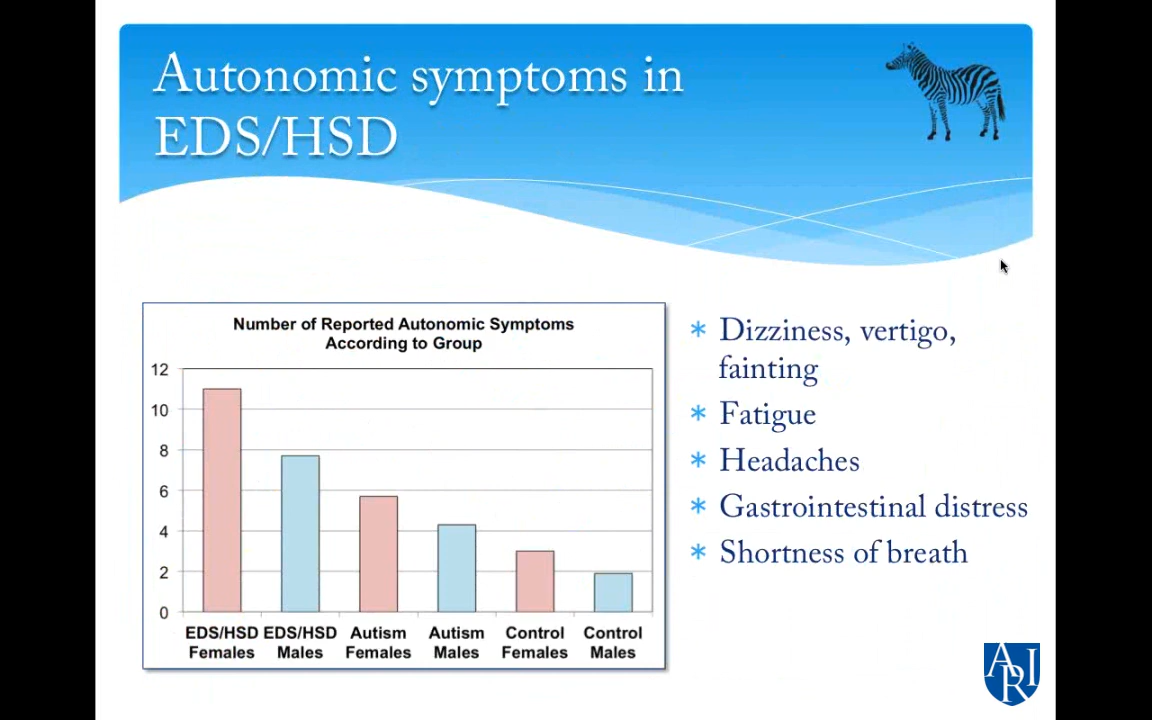 Autonomic symptoms in
EDS/HSD
Number of Reported Autonomic Symptoms
According to Group
12
10
8
6
4
2
0
EDS/HSD Females
EDS/HSD Males
Autism Females
Autism Males
Control Females
Control Males
* Dizziness, vertigo,
fainting
* Fatigue
* Headaches
* Gastrointestinal distress
* Shortness of breath
ARI